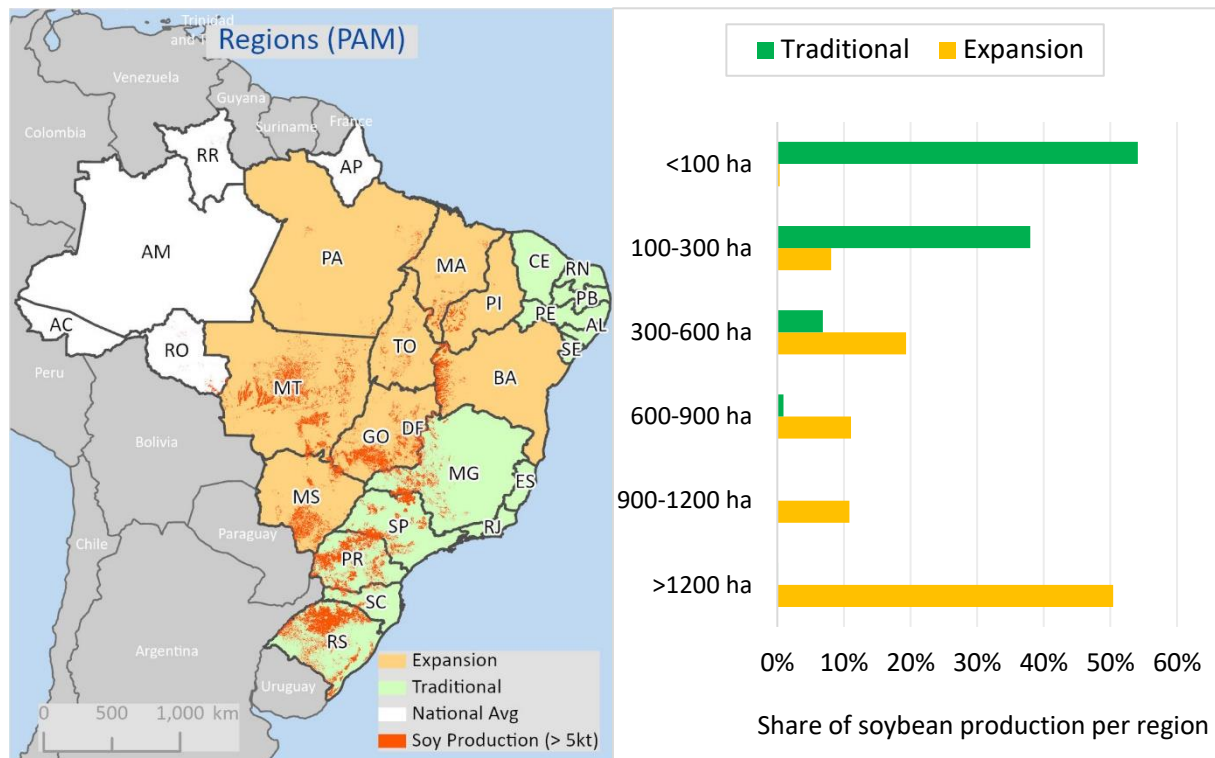 Trinidad
and T
Regions (PAM)
Venezuela
Guyana
Suriname
France
Colombia
RR
AP
AM
PA
MA
CE
RN
PI
PB
PE
AL
SE
AC
RO
TO
BA
Peru
MT
GO
DF
Bolivia
MG
ES
MS
SP
RJ
Paraguay
Chile
PR
SC
RS
Argentina
Uruguay
Expansion
Traditional
National Avg
Soy Production (> 5kt)
0 500 1,000 km
Traditional Expansion
<100 ha
100-300 ha
300-600 ha
600-900 ha
900-1200 ha
>1200 ha
0% 10% 20% 30% 40% 50% 60%
Share of soybean production per region